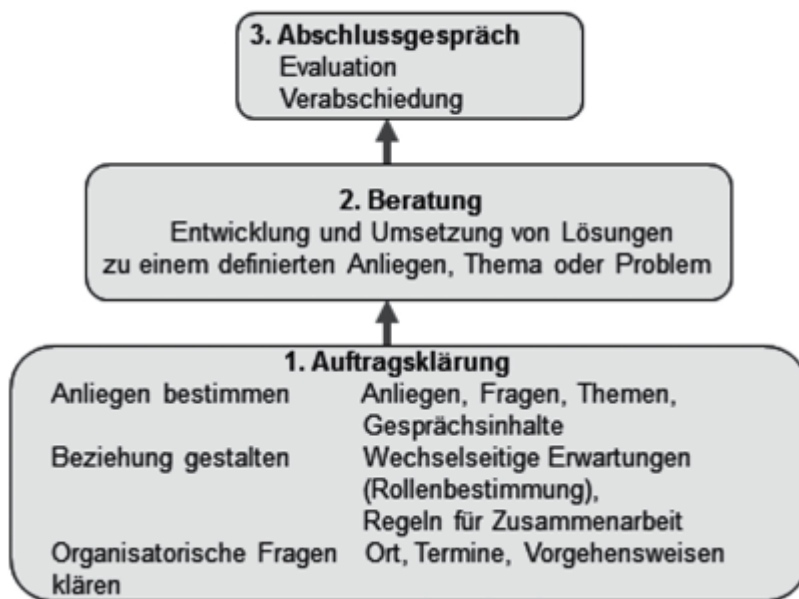 3. Abschlussgespräch
Evaluation
Verabschiedung
2. Beratung
Entwicklung und Umsetzung von Lösungen
zu einem definierten Anliegen, Thema oder Problem
1. Auftragsklärung
Anliegen bestimmen Anliegen, Fragen, Themen,
Gesprächsinhalte
Beziehung gestalten Wechselseitige Erwartungen
(Rollenbestimmung),
Regeln für Zusammenarbeit
Organisatorische Fragen Ort, Termine, Vorgehensweisen
klären